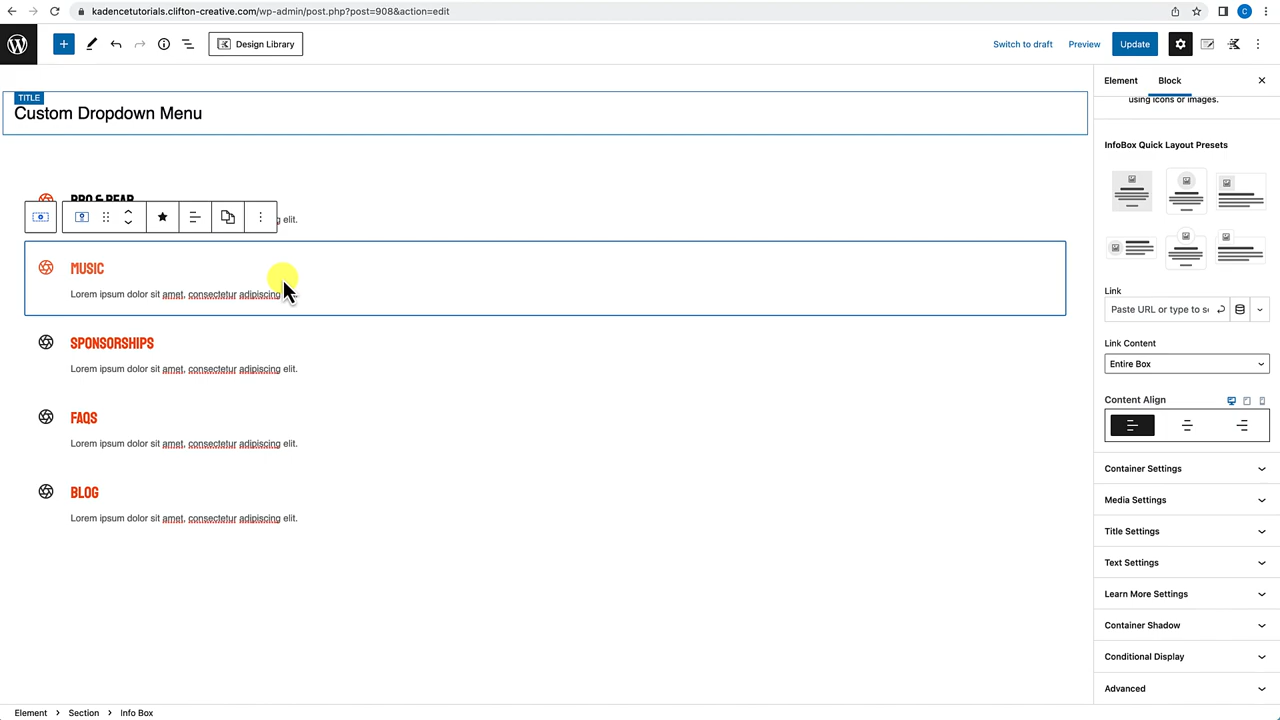 kadencetutorials.clifton-creative.com/wp-admin/post.php?post=908&action=edit
C
Design Library
Switch to draft
Preview
Update
TITLE
Custom Dropdown Menu
BBQ & BEAR
g elit.
MUSIC
Lorem ipsum dolor sit amet, consectetur adipiscing
SPONSORSHIPS
Lorem ipsum dolor sit amet, consectetur adipiscing elit.
FAQS
Lorem ipsum dolor sit amet, consectetur adipiscing elit.
BLOG
Lorem ipsum dolor sit amet, consectetur adipiscing elit.
Element
Block
using icons or images.
InfoBox Quick Layout Presets
Link
Paste URL or type to se
Link Content
Entire Box
Content Align
Container Settings
Media Settings
Title Settings
Text Settings
Learn More Settings
Container Shadow
Conditional Display
Advanced
Element
Section
Info Box